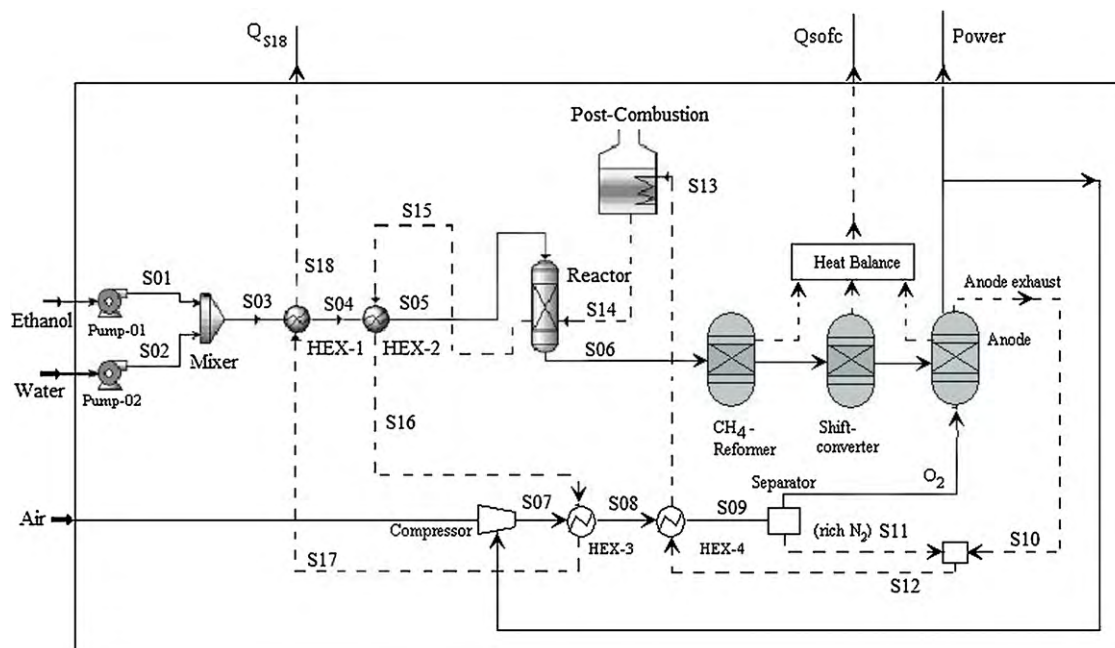 Q_S18
Qsofc
Power
Post-Combustion
S13
S15
S18
S01
S03
S04
S05
Reactor
S14
Heat Balance
Anode exhaust
Ethanol
Pump-01
S02
Mixer
HEX-1
HEX-2
S06
Anode
Water
Pump-02
S16
CH4-
Reformer
Shift-
converter
Separator
O2
Air
Compressor
S07
S08
S09
HEX-3
HEX-4
(rich N2)
S11
S10
S17
S12